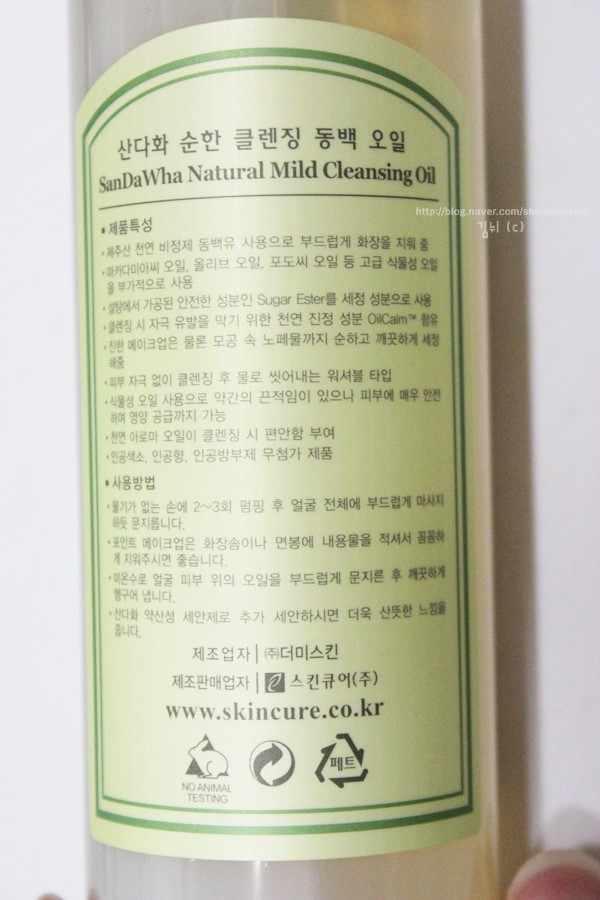 산다화 순한 클렌징 동백 오일
SanDaWha Natural Mild Cleansing Oil
http://blog.naver.com/sheishelosho
김뉘 (c)
• 제품특성
• 제주산 천연 비정제 동백유 사용으로 부드럽게 화장을 지워 줌
• 마카다미아씨 오일, 올리브 오일, 포도씨 오일 등 고급 식물성 오일
을 부가적으로 사용
• 설탕에서 가공된 안전한 성분인 Sugar Ester를 세정 성분으로 사용
• 클렌징 시 자극 유발을 막기 위한 천연 진정 성분 OilCalm™ 함유
• 진한 메이크업은 물론 모공 속 노폐물까지 순하고 깨끗하게 세정
해줌
• 피부 자극 없이 클렌징 후 물로 씻어내는 워셔블 타입
• 식물성 오일 사용으로 약간의 끈적임이 있으나 피부에 매우 안전
하며 영양 공급까지 가능
• 천연 아로마 오일이 클렌징 시 편안함 부여
• 인공색소, 인공향, 인공방부제 무첨가 제품
• 사용방법
• 물기가 없는 손에 2~3회 펌핑 후 얼굴 전체에 부드럽게 마사지
하듯 문지릅니다.
• 포인트 메이크업은 화장솜이나 면봉에 내용물을 적셔서 꼼꼼하
게 지워주시면 좋습니다.
• 미온수로 얼굴 피부 위의 오일을 부드럽게 문지른 후 깨끗하게
헹구어 냅니다.
• 산다화 약산성 세안제로 추가 세안하시면 더욱 산뜻한 느낌을
줍니다.
제조업자 | ㈜더미스킨
제조판매업자 | 스킨큐어(주)
www.skincure.co.kr
페트
NO ANIMAL
TESTING